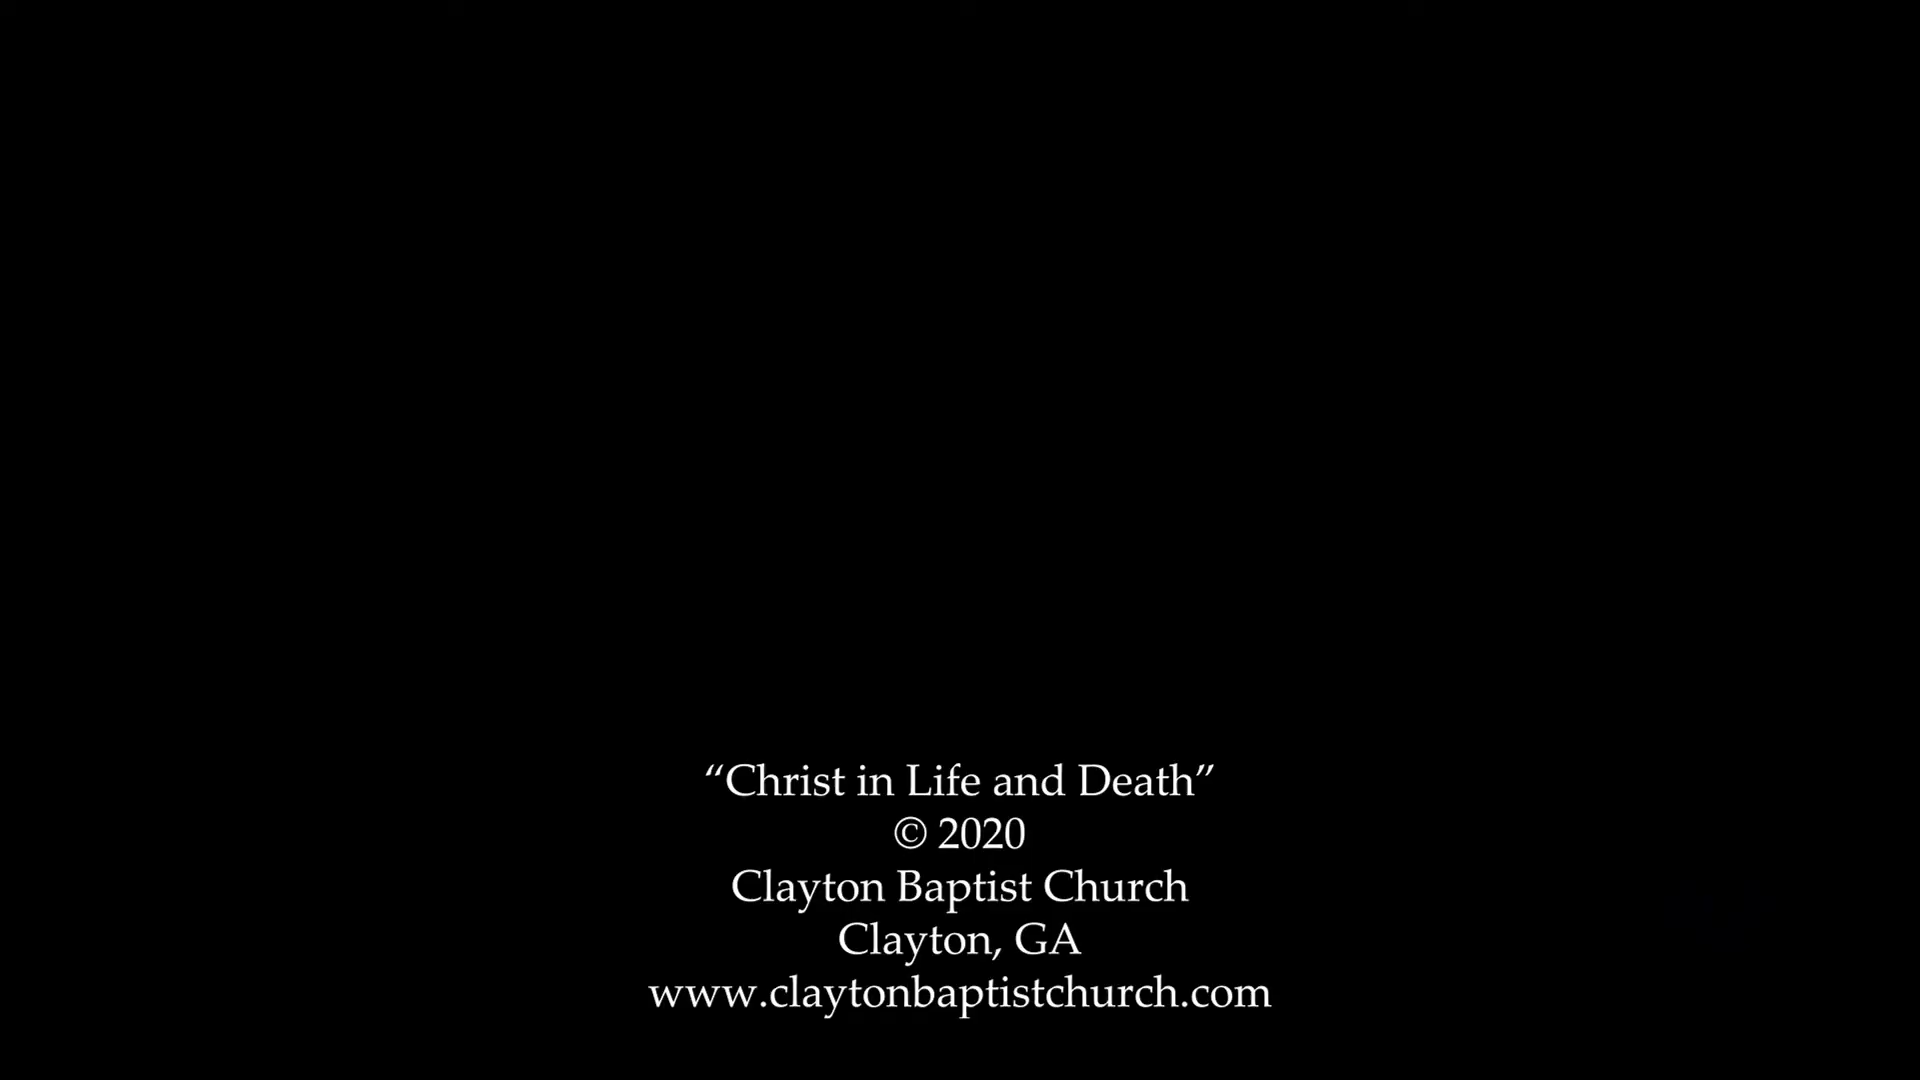 “Christ in Life and Death”
© 2020
Clayton Baptist Church
Clayton, GA
www.claytonbaptistchurch.com